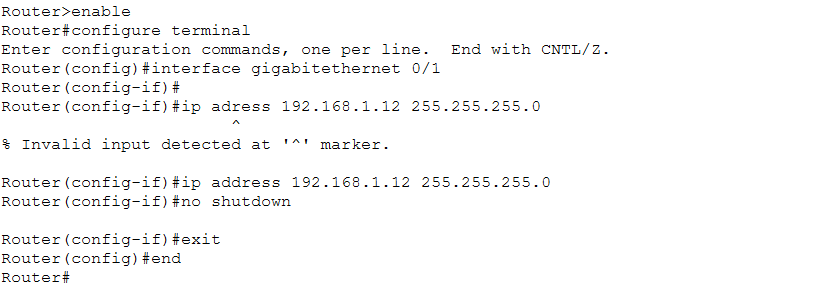 Router>enable
Router#configure terminal
Enter configuration commands, one per line.  End with CNTL/Z.
Router(config)#interface gigabitethernet 0/1
Router(config-if)#
Router(config-if)#ip adress 192.168.1.12 255.255.255.0
                       ^
% Invalid input detected at '^' marker.
Router(config-if)#ip address 192.168.1.12 255.255.255.0
Router(config-if)#no shutdown
Router(config-if)#exit
Router(config)#end
Router#